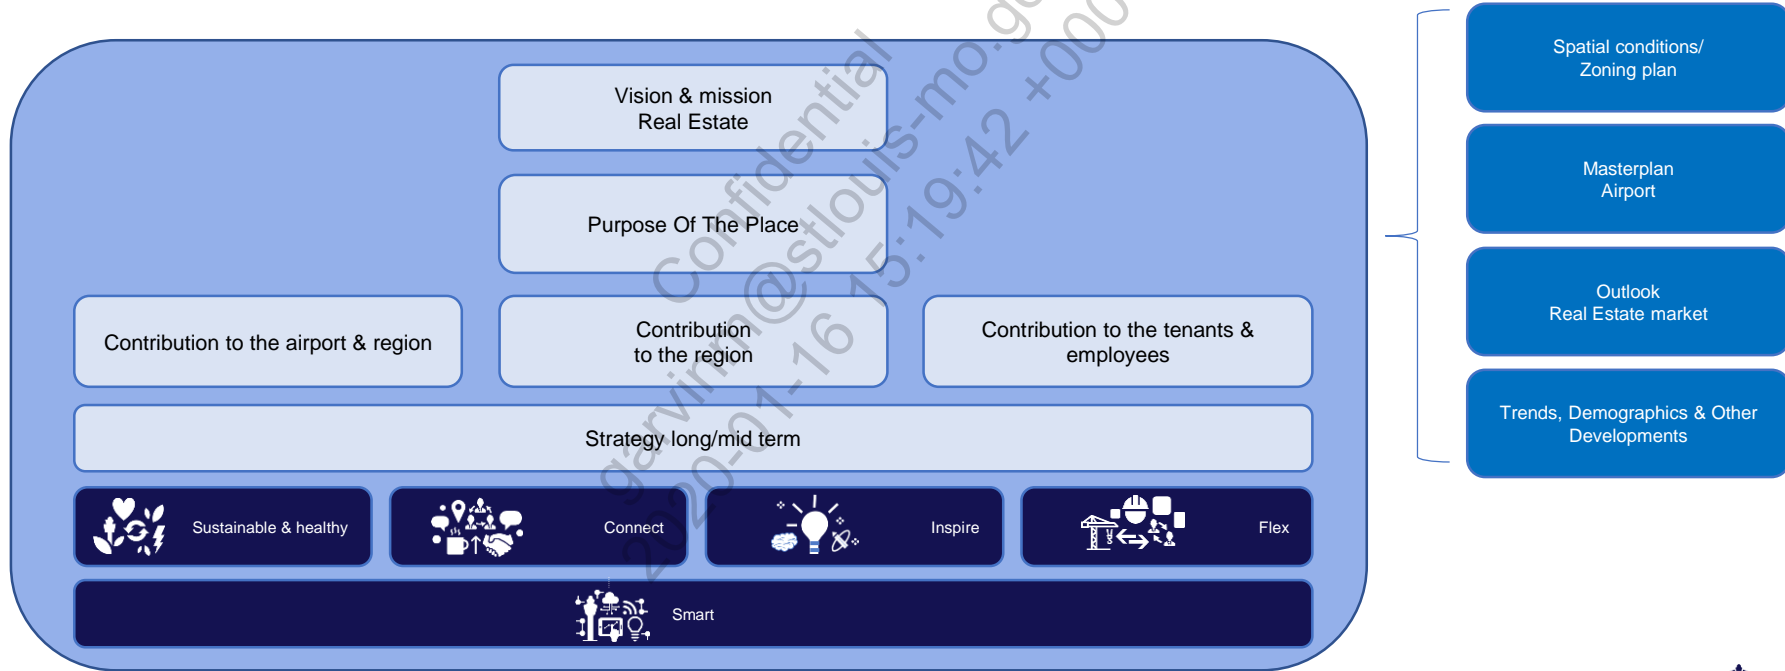 Vision & mission
Real Estate
Purpose Of The Place
Contribution to the airport & region
Contribution
to the region
Contribution to the tenants &
employees
Strategy long/mid term
Sustainable & healthy
Connect
Inspire
Flex
Smart
Spatial conditions/
Zoning plan
Masterplan
Airport
Outlook
Real Estate market
Trends, Demographics & Other
Developments
Confidential
garvinm@stlouis-mo.go
2020-01-16 15:19:42 +000